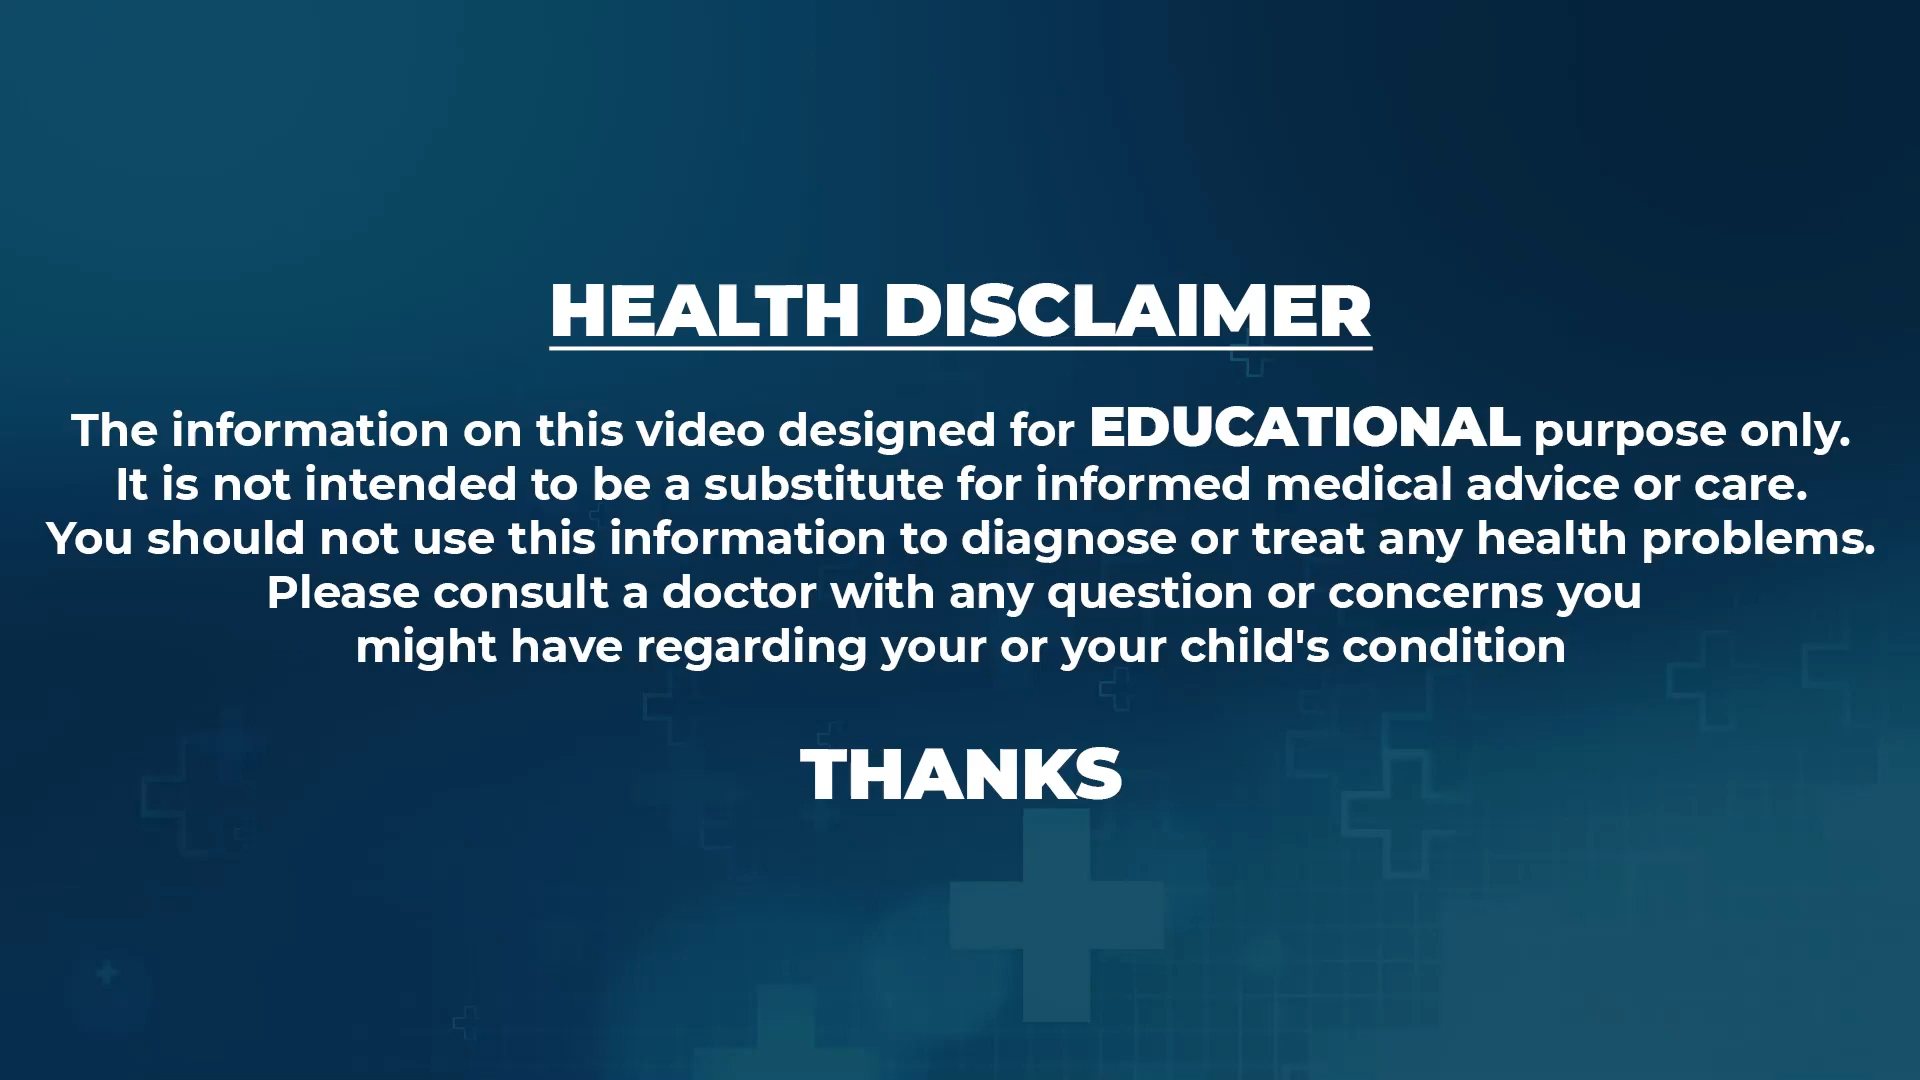 HEALTH DISCLAIMER
The information on this video designed for EDUCATIONAL purpose only.
It is not intended to be a substitute for informed medical advice or care.
You should not use this information to diagnose or treat any health problems.
Please consult a doctor with any question or concerns you
might have regarding your or your child's condition
THANKS